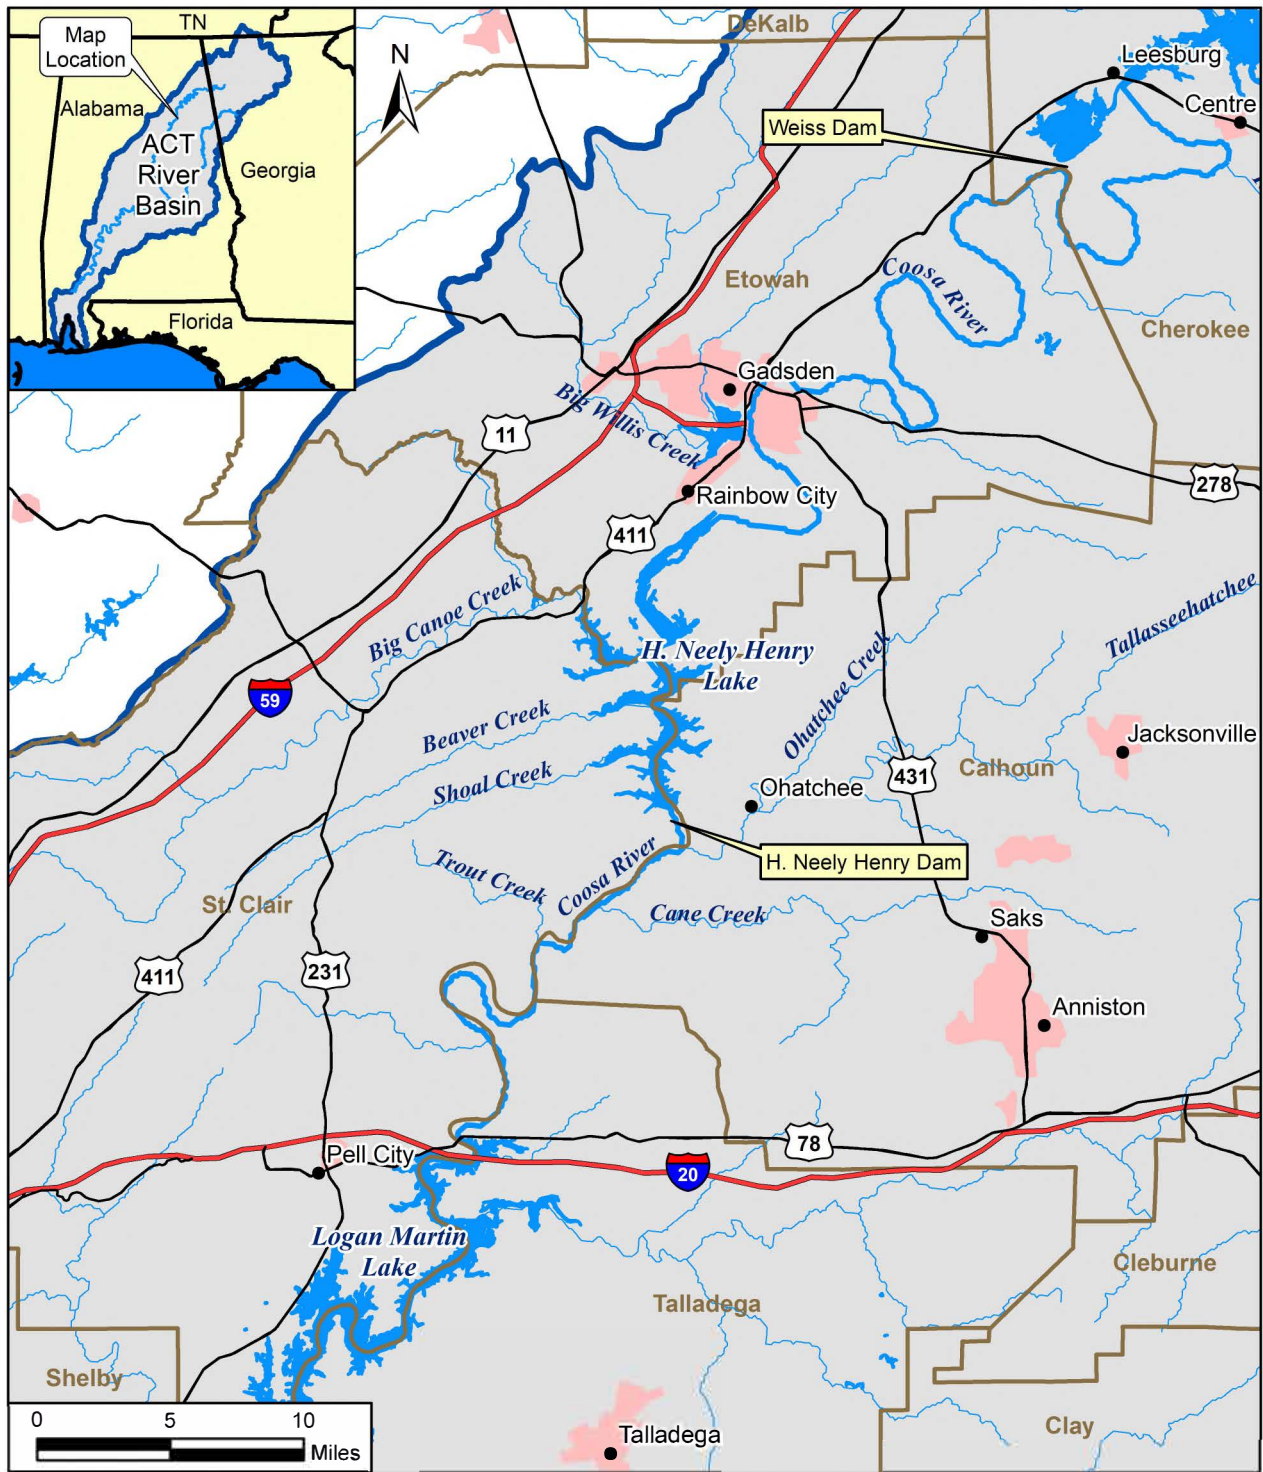 TN
Map
Location
Alabama
ACT
River
Basin
Georgia
Florida
N
DeKalb
Leesburg
Centre
Weiss Dam
Etowah
Coosa River
Cherokee
Gadsden
Big Willis Creek
11
278
Rainbow City
411
Big Canoe Creek
Tallasseehatchee
H. Neely Henry
Lake
Ohatchee Creek
59
Beaver Creek
Jacksonville
Calhoun
431
Shoal Creek
Ohatchee
H. Neely Henry Dam
Trout Creek
Coosa River
St. Clair
Cane Creek
Saks
411
231
Anniston
78
Pell City
20
Logan Martin
Lake
Cleburne
Talladega
Shelby
0 5 10
Miles
Clay
Talladega